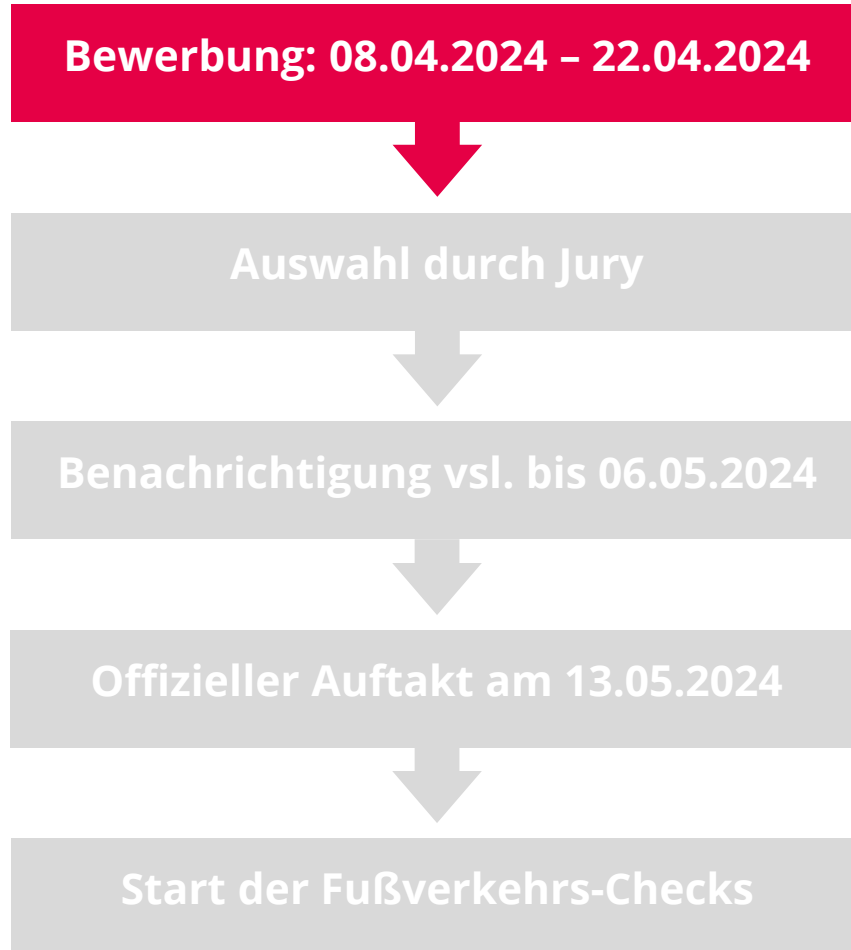 Bewerbung: 08.04.2024 – 22.04.2024
Auswahl durch Jury
Benachrichtigung vsl. bis 06.05.2024
Offizieller Auftakt am 13.05.2024
Start der Fußverkehrs-Checks